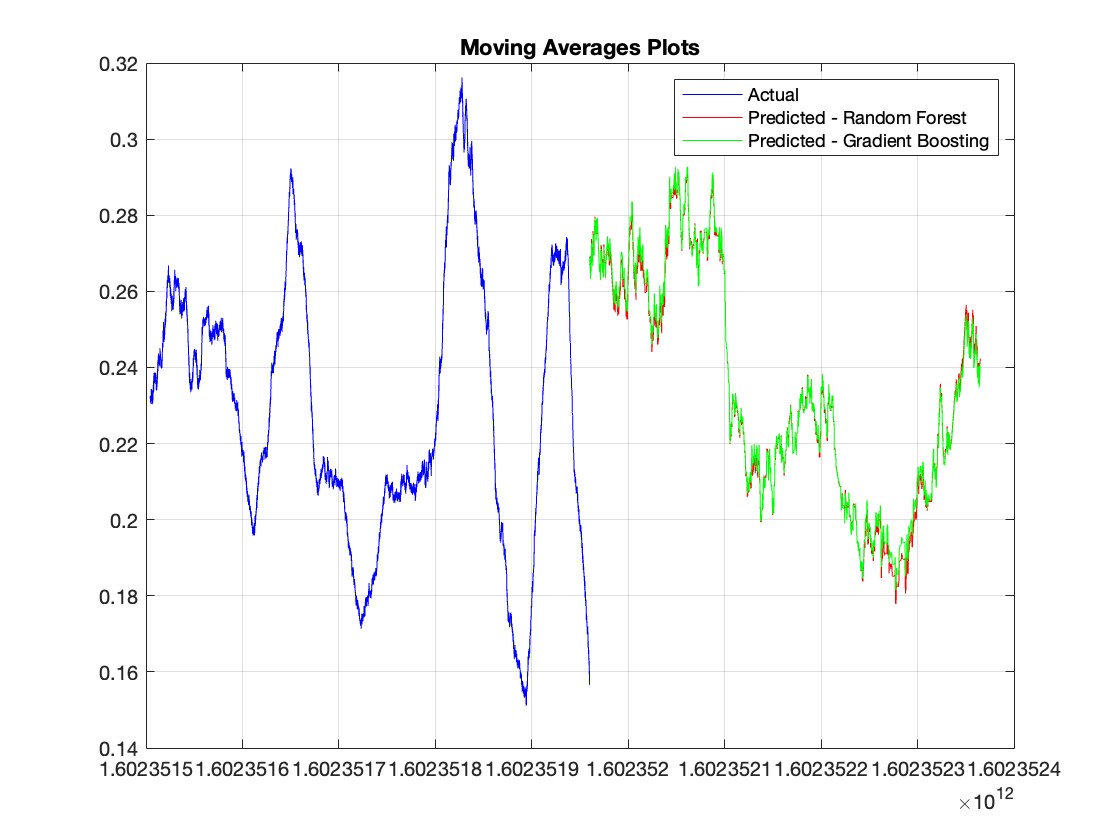 Moving Averages Plots
0.32
0.3
0.28
0.26
0.24
0.22
0.2
0.18
0.16
0.14
Actual
Predicted - Random Forest
Predicted - Gradient Boosting
1.6023515 1.6023516 1.6023517 1.6023518 1.6023519 1.602352 1.6023521 1.6023522 1.6023523 1.6023524
×10^12